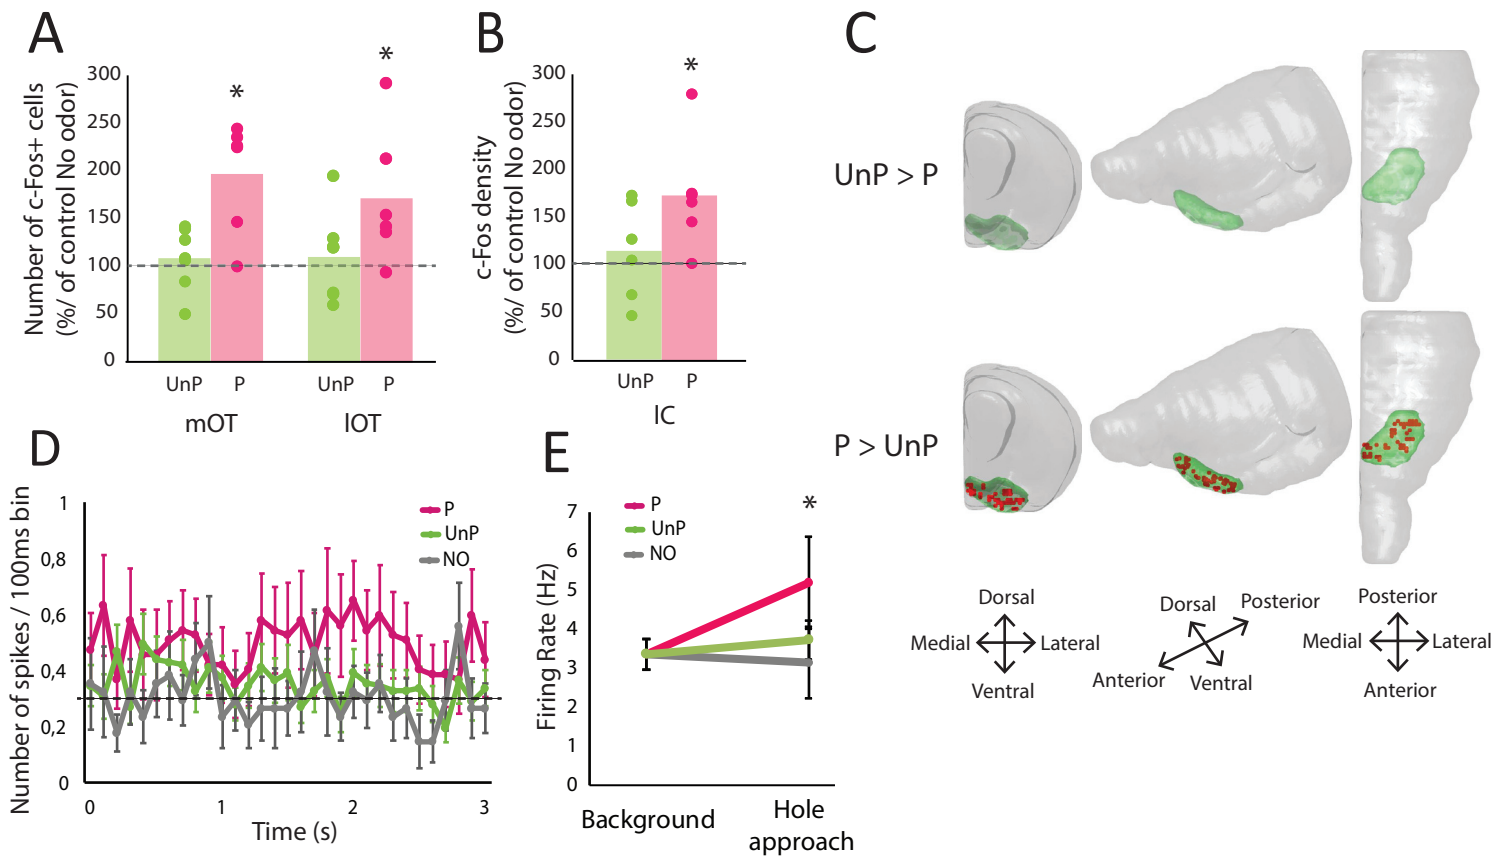 A
Number of c-Fos+ cells
(%/ of control No odor)
300
250
200
150
100
50
0
*
*
UnP
P
UnP
P
mOT
lOT
B
c-Fos density
(%/ of control No odor)
300
250
200
150
100
50
0
*
UnP
P
IC
C
UnP > P
P > UnP
Dorsal
Medial
Lateral
Ventral
Dorsal
Posterior
Anterior
Ventral
Posterior
Medial
Lateral
Anterior
D
Number of spikes / 100ms bin
1
0,8
0,6
0,4
0,2
0
P
UnP
NO
0
1
2
3
Time (s)
E
Firing Rate (Hz)
7
6
5
4
3
2
1
0
P
UnP
NO
*
Background
Hole
approach